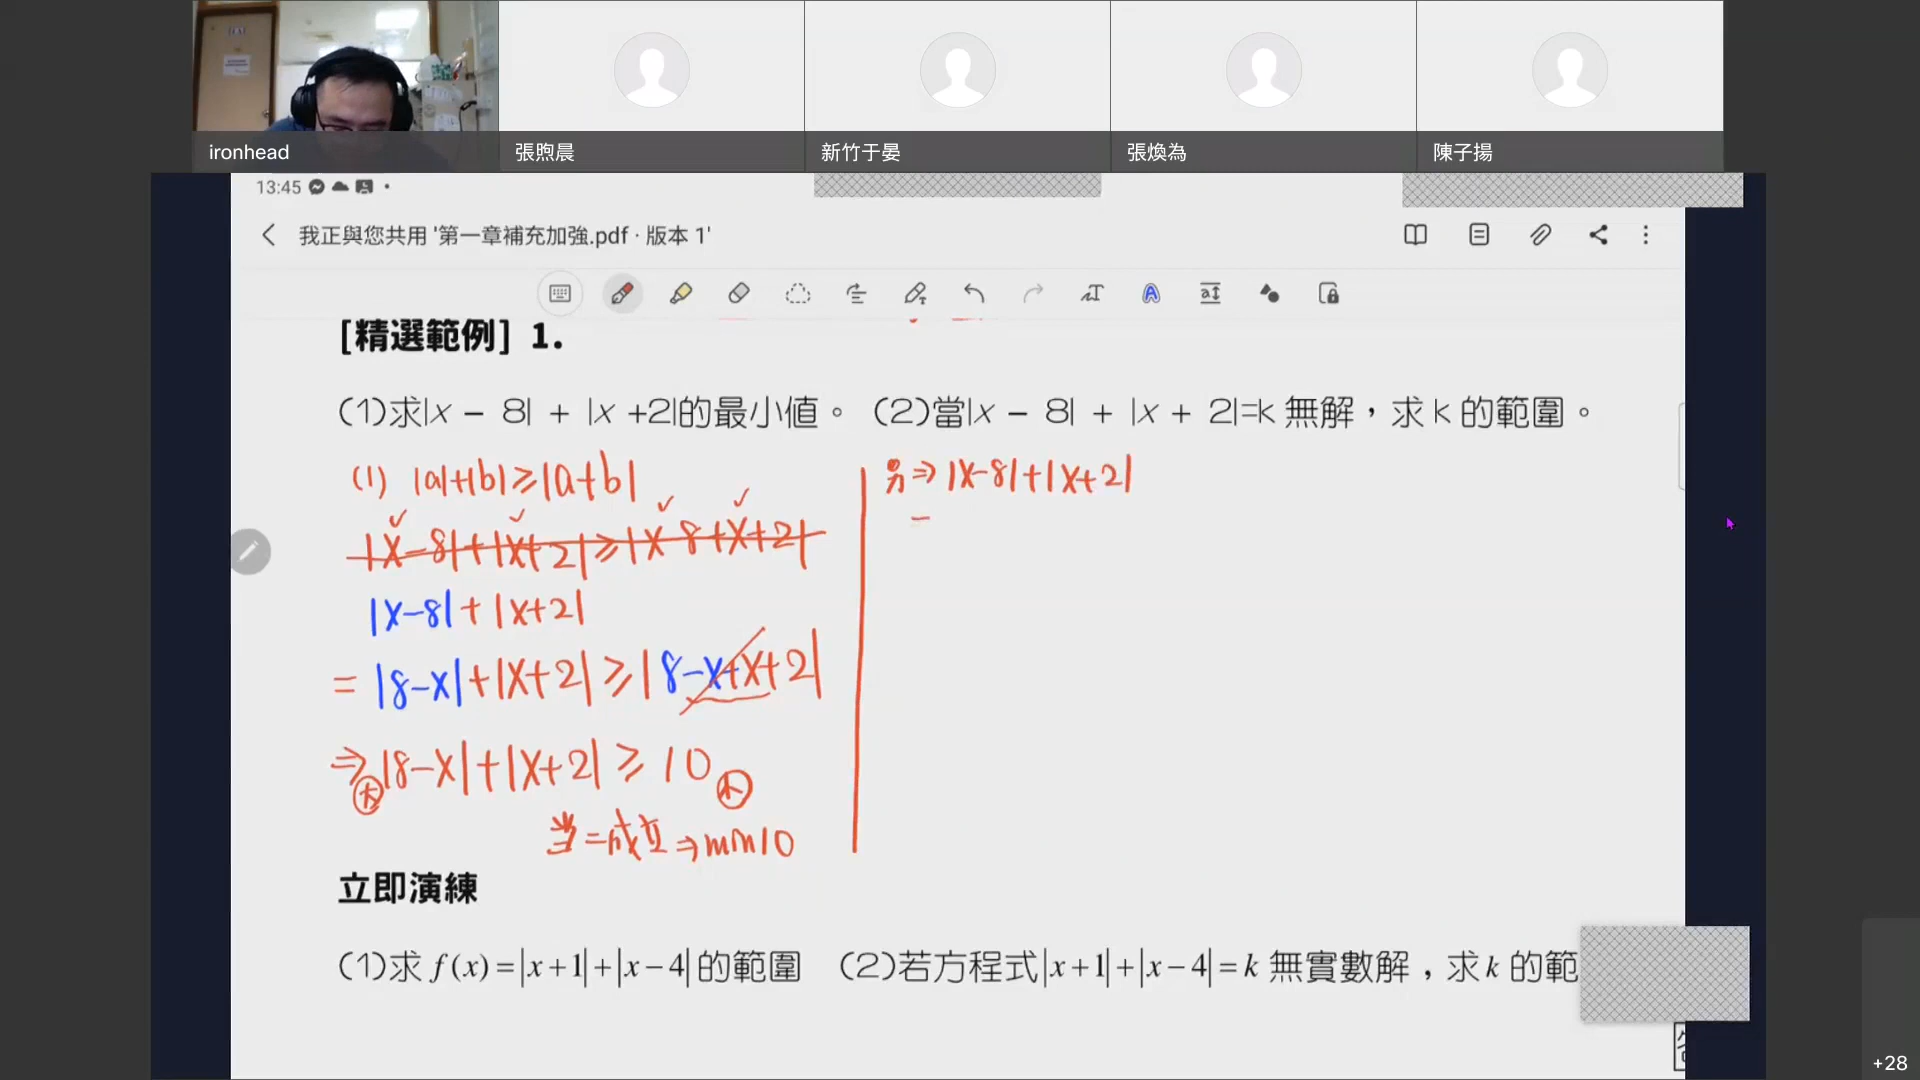 ironhead
張煦晨
新竹于晏
張煥為
陳子揚
13:45
我正與您共用 '第一章補充加強.pdf · 版本 1'
[精選範例] 1.
(1)求|x − 8| + |x +2|的最小值。 (2)當|x − 8| + |x + 2|=k 無解，求 k 的範圍。
(1) |a|+|b|≥|a+b|
|x-8|+|x+2|≥|x-8+x+2|
|x-8|+|x+2|
= |8-x|+|x+2|≥|8-x+x+2|
⇒|8-x|+|x+2|≥10
大 小
当=成立⇒min10
另⇒|x-8|+|x+2|
立即演練
(1)求 f(x)=|x+1|+|x−4| 的範圍 (2)若方程式|x+1|+|x−4|=k 無實數解，求 k 的範
+28